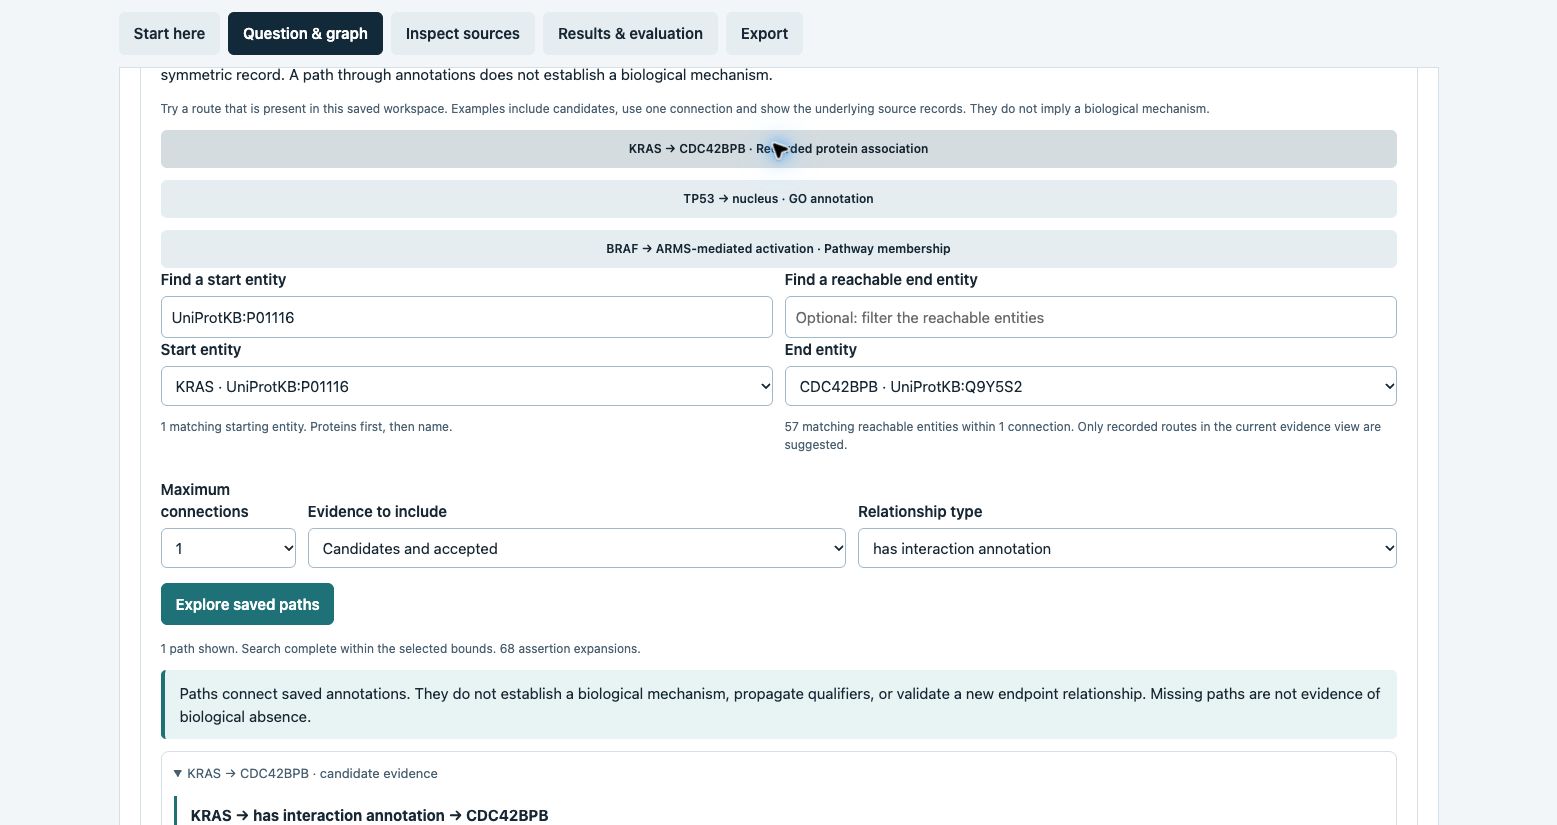 Start here
Question & graph
Inspect sources
Results & evaluation
Export
symmetric record. A path through annotations does not establish a biological mechanism.
Try a route that is present in this saved workspace. Examples include candidates, use one connection and show the underlying source records. They do not imply a biological mechanism.
KRAS → CDC42BPB · Recorded protein association
TP53 → nucleus · GO annotation
BRAF → ARMS-mediated activation · Pathway membership
Find a start entity
Find a reachable end entity
UniProtKB:P01116
Optional: filter the reachable entities
Start entity
End entity
KRAS · UniProtKB:P01116
CDC42BPB · UniProtKB:Q9Y5S2
1 matching starting entity. Proteins first, then name.
57 matching reachable entities within 1 connection. Only recorded routes in the current evidence view are
suggested.
Maximum
connections
Evidence to include
Relationship type
1
Candidates and accepted
has interaction annotation
Explore saved paths
1 path shown. Search complete within the selected bounds. 68 assertion expansions.
Paths connect saved annotations. They do not establish a biological mechanism, propagate qualifiers, or validate a new endpoint relationship. Missing paths are not evidence of
biological absence.
▼ KRAS → CDC42BPB · candidate evidence
KRAS → has interaction annotation → CDC42BPB